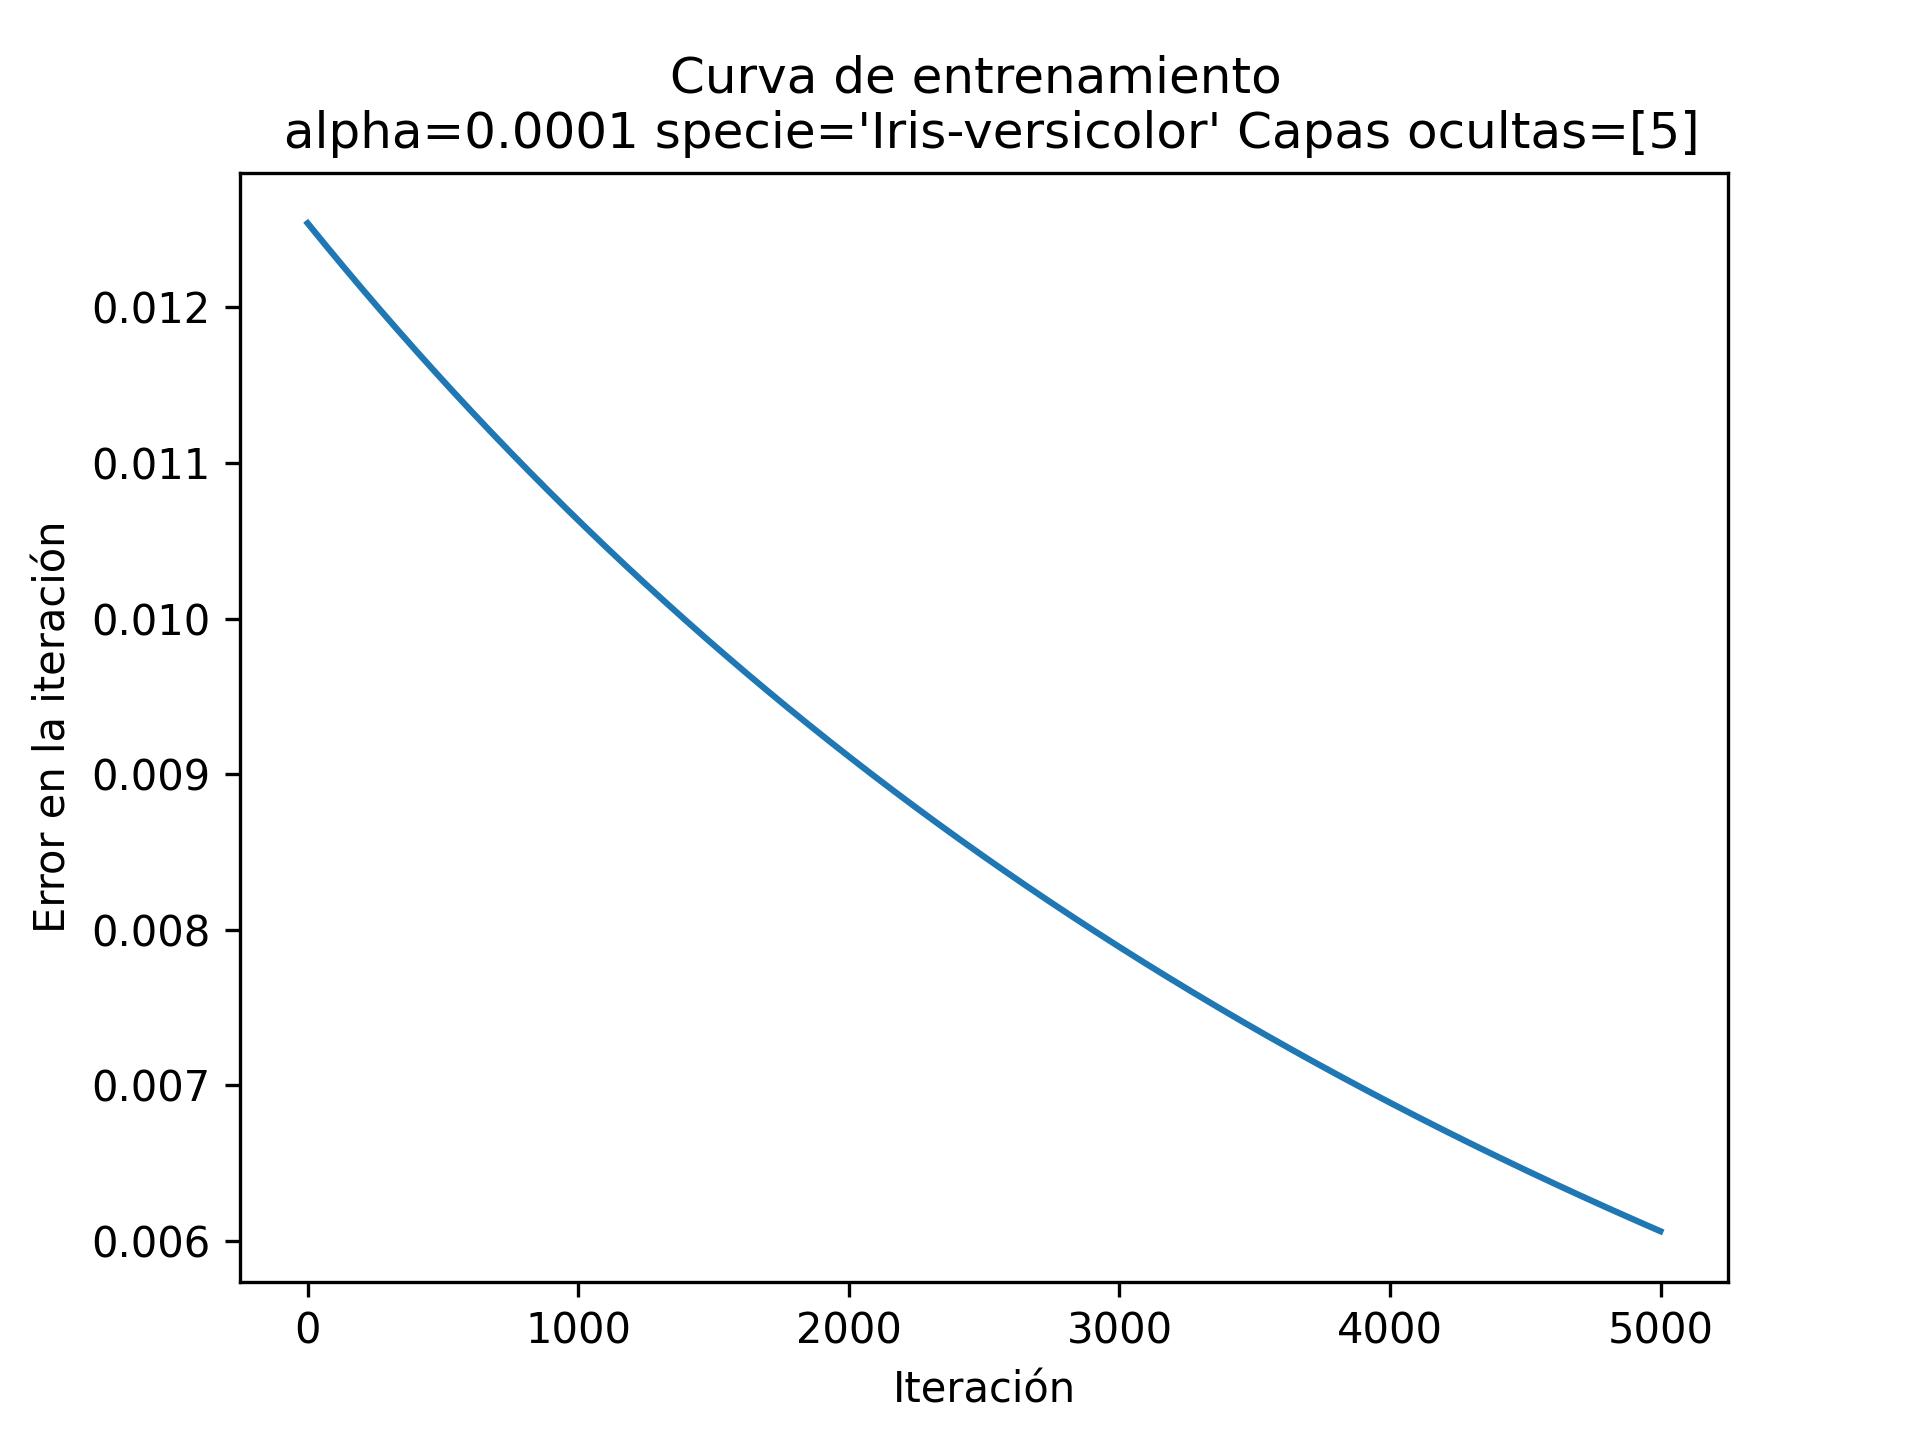 Curva de entrenamiento
alpha=0.0001 specie='Iris-versicolor' Capas ocultas=[5]
Error en la iteración
0.012
0.011
0.010
0.009
0.008
0.007
0.006
0 1000 2000 3000 4000 5000
Iteración